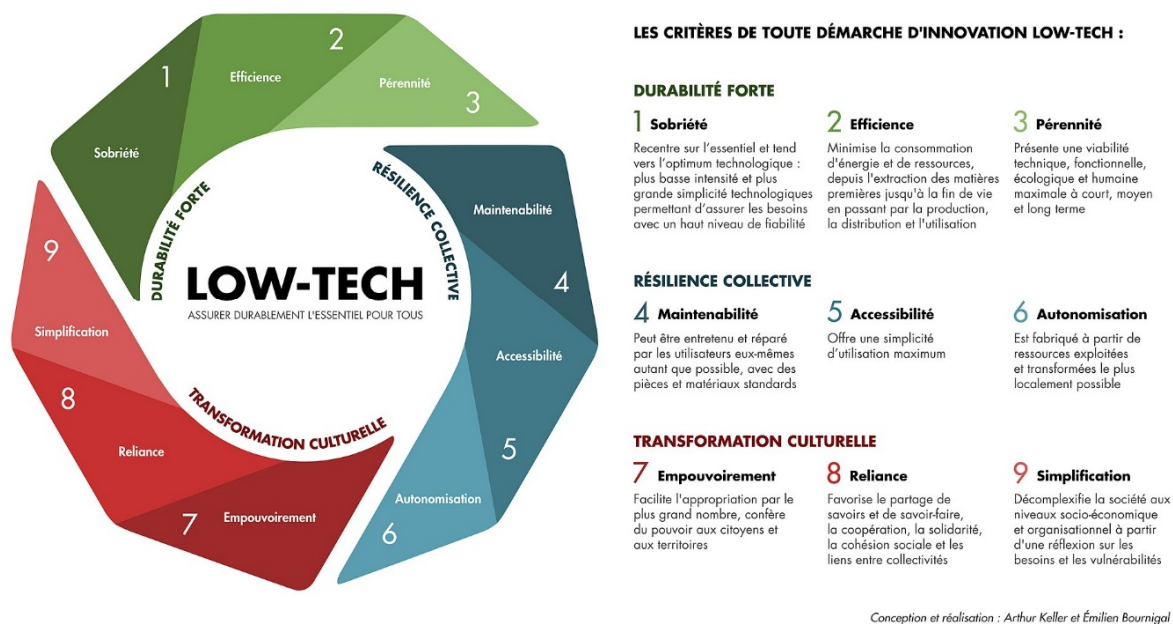 1
Sobriété
Efficience
2
Pérennité
3
Maintenabilité
4
Accessibilité
5
Autonomisation
6
Empouvoirement
7
Reliance
8
Simplification
9
DURABILITÉ FORTE
RÉSILIENCE COLLECTIVE
TRANSFORMATION CULTURELLE
LOW-TECH
ASSURER DURABLEMENT L'ESSENTIEL POUR TOUS
LES CRITÈRES DE TOUTE DÉMARCHE D'INNOVATION LOW-TECH :
DURABILITÉ FORTE
1 Sobriété
Recentre sur l'essentiel et tend
vers l'optimum technologique :
plus basse intensité et plus
grande simplicité technologiques
permettant d'assurer les besoins
avec un haut niveau de fiabilité
2 Efficience
Minimise la consommation
d'énergie et de ressources,
depuis l'extraction des matières
premières jusqu'à la fin de vie
en passant par la production,
la distribution et l'utilisation
3 Pérennité
Présente une viabilité
technique, fonctionnelle,
écologique et humaine
maximale à court, moyen
et long terme
RÉSILIENCE COLLECTIVE
4 Maintenabilité
Peut être entretenu et réparé
par les utilisateurs eux-mêmes
autant que possible, avec des
pièces et matériaux standards
5 Accessibilité
Offre une simplicité
d'utilisation maximum
6 Autonomisation
Est fabriqué à partir de
ressources exploitées
et transformées le plus
localement possible
TRANSFORMATION CULTURELLE
7 Empouvoirement
Facilite l'appropriation par le
plus grand nombre, confère
du pouvoir aux citoyens et
aux territoires
8 Reliance
Favorise le partage de
savoirs et de savoir-faire,
la coopération, la solidarité,
la cohésion sociale et les
liens entre collectivités
9 Simplification
Décomplexifie la société aux
niveaux socio-économique
et organisationnel à partir
d'une réflexion sur les
besoins et les vulnérabilités
Conception et réalisation : Arthur Keller et Émilien Bournigal